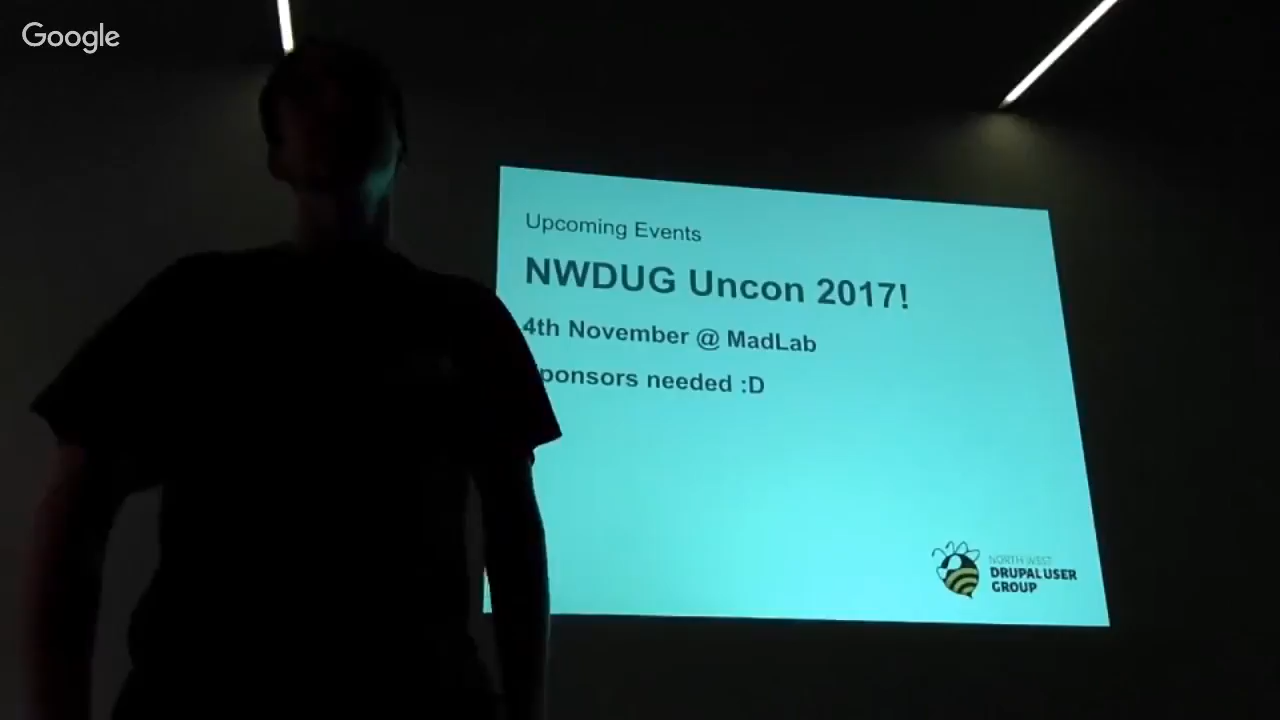 Google
Upcoming Events
NWDUG Uncon 2017!
4th November @ MadLab
ponsors needed :D
NORTH WEST
DRUPAL USER
GROUP